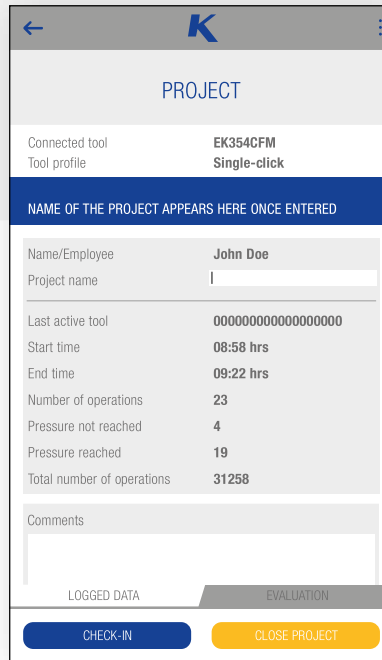 K
PROJECT
Connected tool EK354CFM
Tool profile Single-click
NAME OF THE PROJECT APPEARS HERE ONCE ENTERED
Name/Employee John Doe
Project name
Last active tool 000000000000000000
Start time 08:58 hrs
End time 09:22 hrs
Number of operations 23
Pressure not reached 4
Pressure reached 19
Total number of operations 31258
Comments
LOGGED DATA EVALUATION
CHECK-IN CLOSE PROJECT